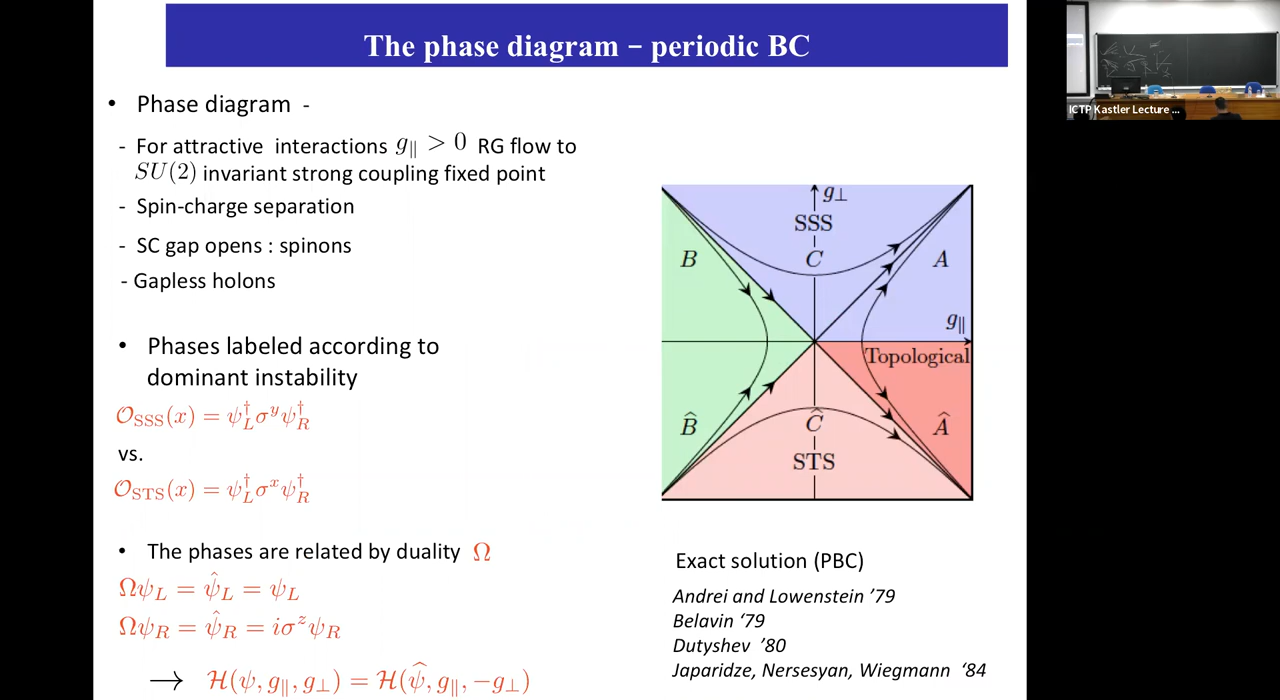 The phase diagram – periodic BC
• Phase diagram -
- For attractive interactions g∥ > 0 RG flow to
SU(2) invariant strong coupling fixed point
- Spin-charge separation
- SC gap opens : spinons
- Gapless holons
• Phases labeled according to
dominant instability
𝒪_SSS(x) = ψ_L^† σ^y ψ_R^†
vs.
𝒪_STS(x) = ψ_L^† σ^x ψ_R^†
• The phases are related by duality Ω
Ωψ_L = ψ̂_L = ψ_L
Ωψ_R = ψ̂_R = iσ^z ψ_R
→ ℋ(ψ, g∥, g⊥) = ℋ(ψ̂, g∥, −g⊥)
g⊥
SSS
B
C
A
g∥
Topological
B̂
Ĉ
Â
STS
Exact solution (PBC)
Andrei and Lowenstein ’79
Belavin ‘79
Dutyshev ’80
Japaridze, Nersesyan, Wiegmann ‘84
ICTP Kastler Lecture ...